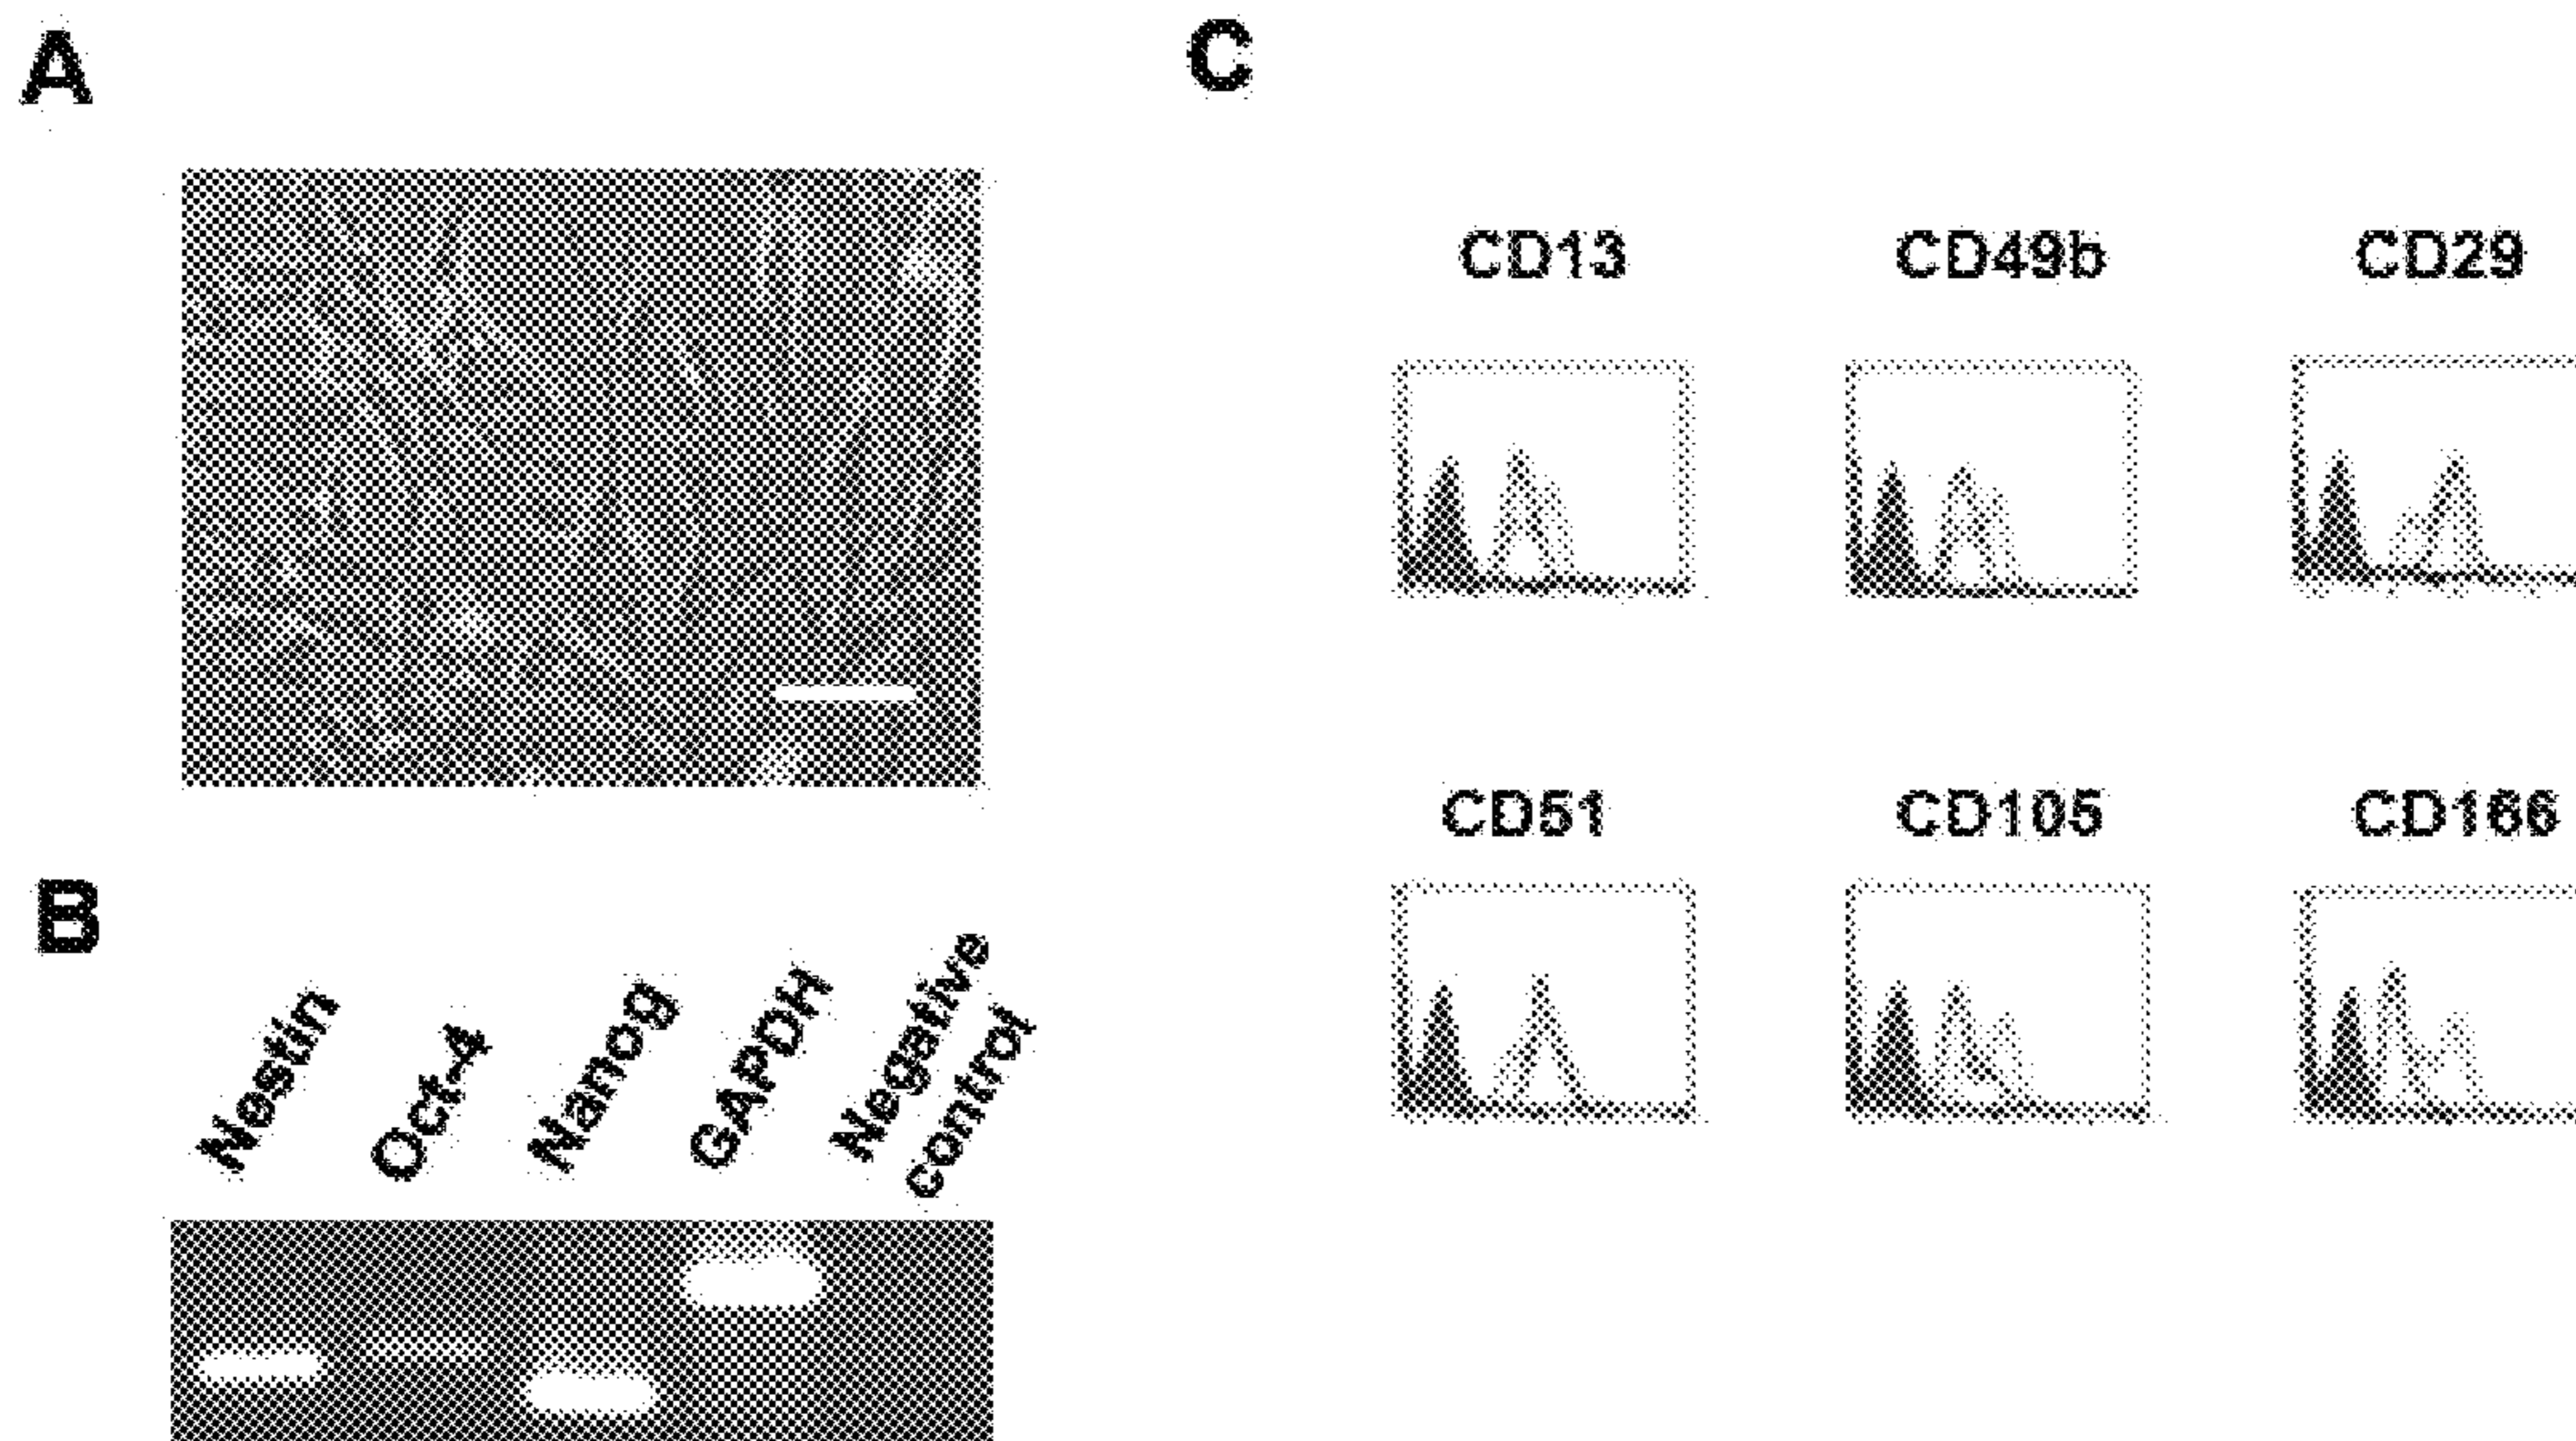 A
C
CD13 CD49b CD29
CD51 CD105 CD166
B
Nestin
Oct-4
Nanog
GAPDH
Negative
control